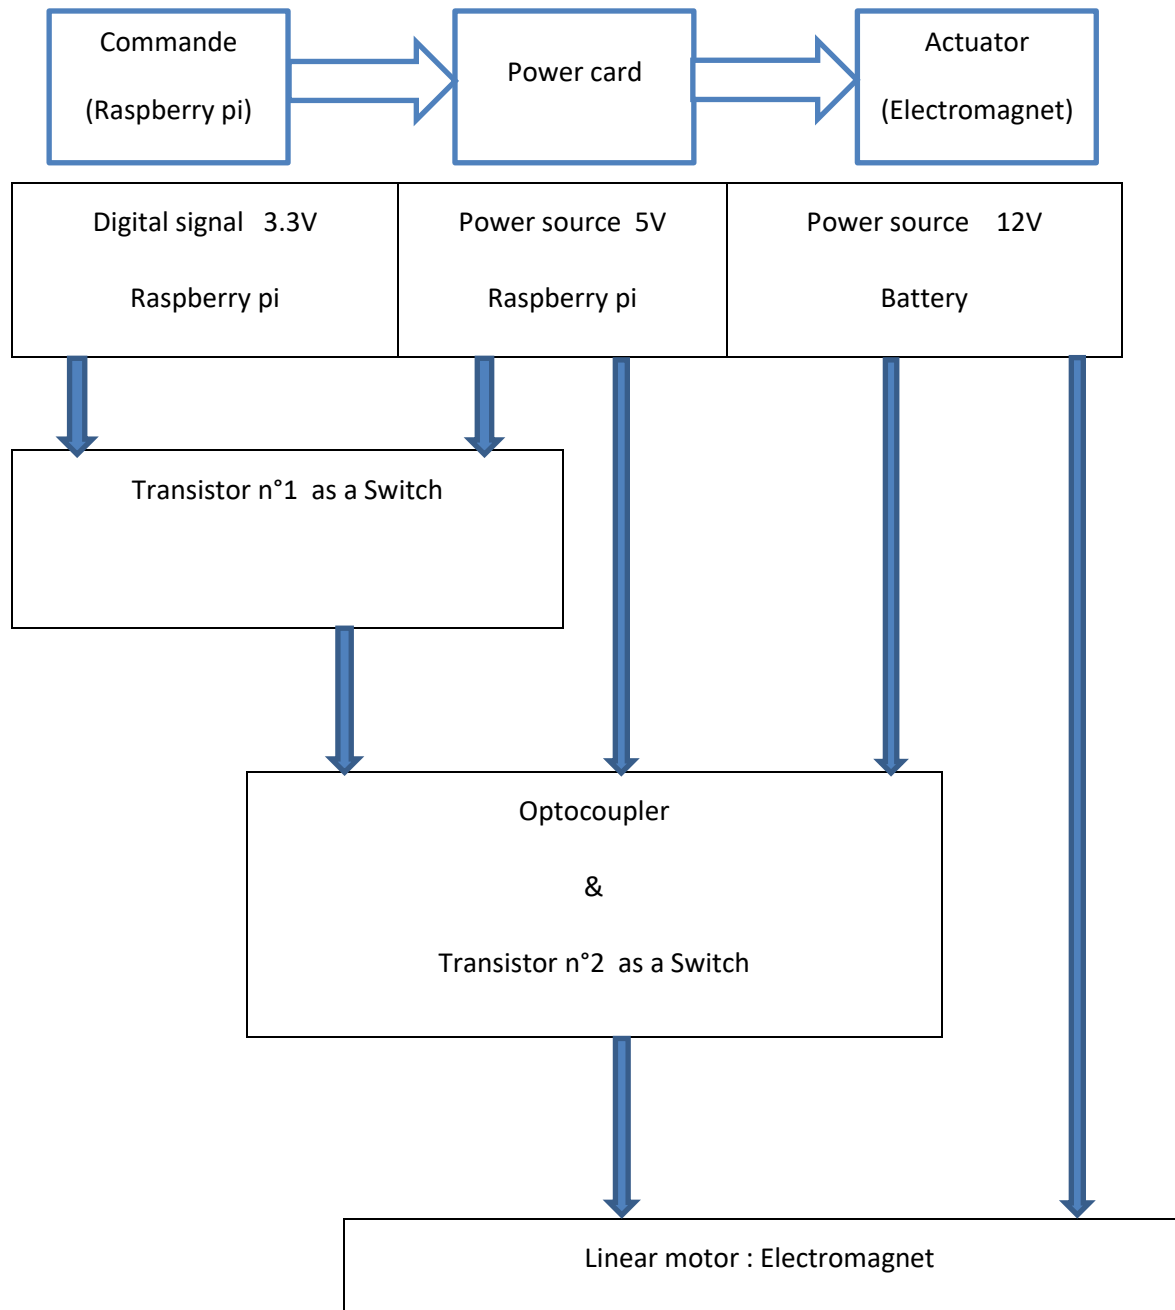 Commande
(Raspberry pi)
Power card
Actuator
(Electromagnet)
Digital signal 3.3V
Raspberry pi
Power source 5V
Raspberry pi
Power source 12V
Battery
Transistor n°1 as a Switch
Optocoupler
&
Transistor n°2 as a Switch
Linear motor : Electromagnet